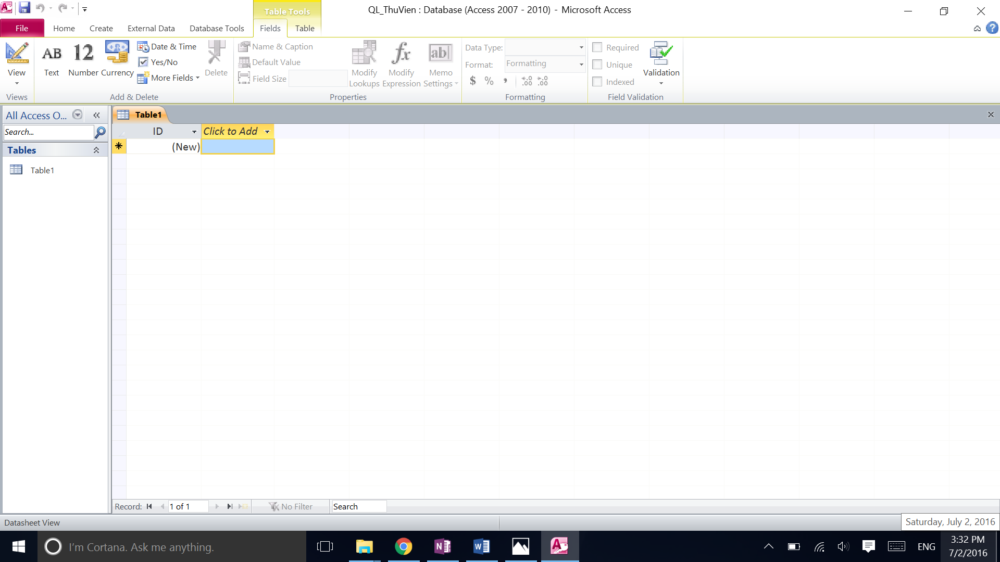 Table Tools
QL_ThuVien : Database (Access 2007 - 2010) - Microsoft Access
File Home Create External Data Database Tools Fields Table
View
Views
AB
Text
12
Number
Currency
Date & Time
Yes/No
More Fields
Delete
Add & Delete
Name & Caption
Default Value
Field Size
Modify
Lookups
fx
Modify
Expression
ab|
Memo
Settings
Properties
Data Type:
Format: Formatting
$ % , .00 .00
Formatting
Required
Unique
Indexed
Validation
Field Validation
All Access O...
Search...
Tables
Table1
Table1
ID Click to Add
(New)
Record: 1 of 1 No Filter Search
Datasheet View
Saturday, July 2, 2016
I'm Cortana. Ask me anything.
ENG
3:32 PM
7/2/2016